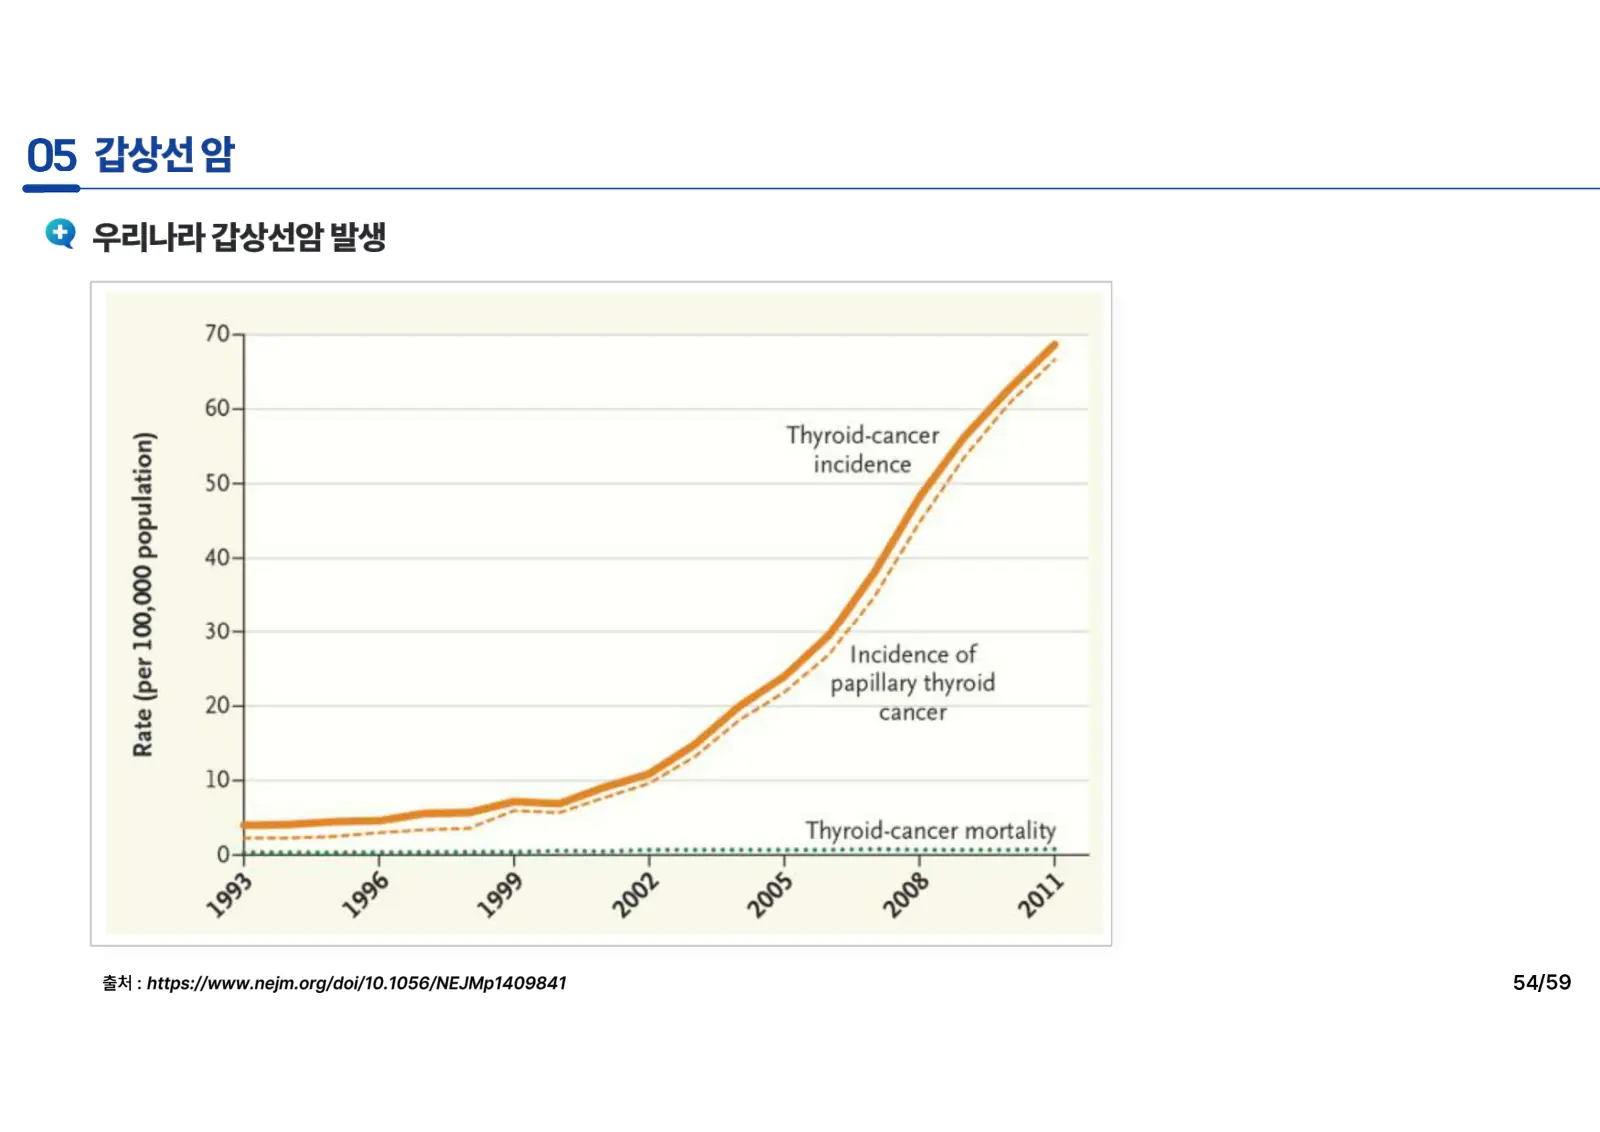 05 갑상선 암
우리나라 갑상선암 발생
70
60
50
40
30
20
10
0
Rate (per 100,000 population)
Thyroid-cancer
incidence
Incidence of
papillary thyroid
cancer
Thyroid-cancer mortality
1993
1996
1999
2002
2005
2008
2011
출처 : https://www.nejm.org/doi/10.1056/NEJMp1409841
54/59